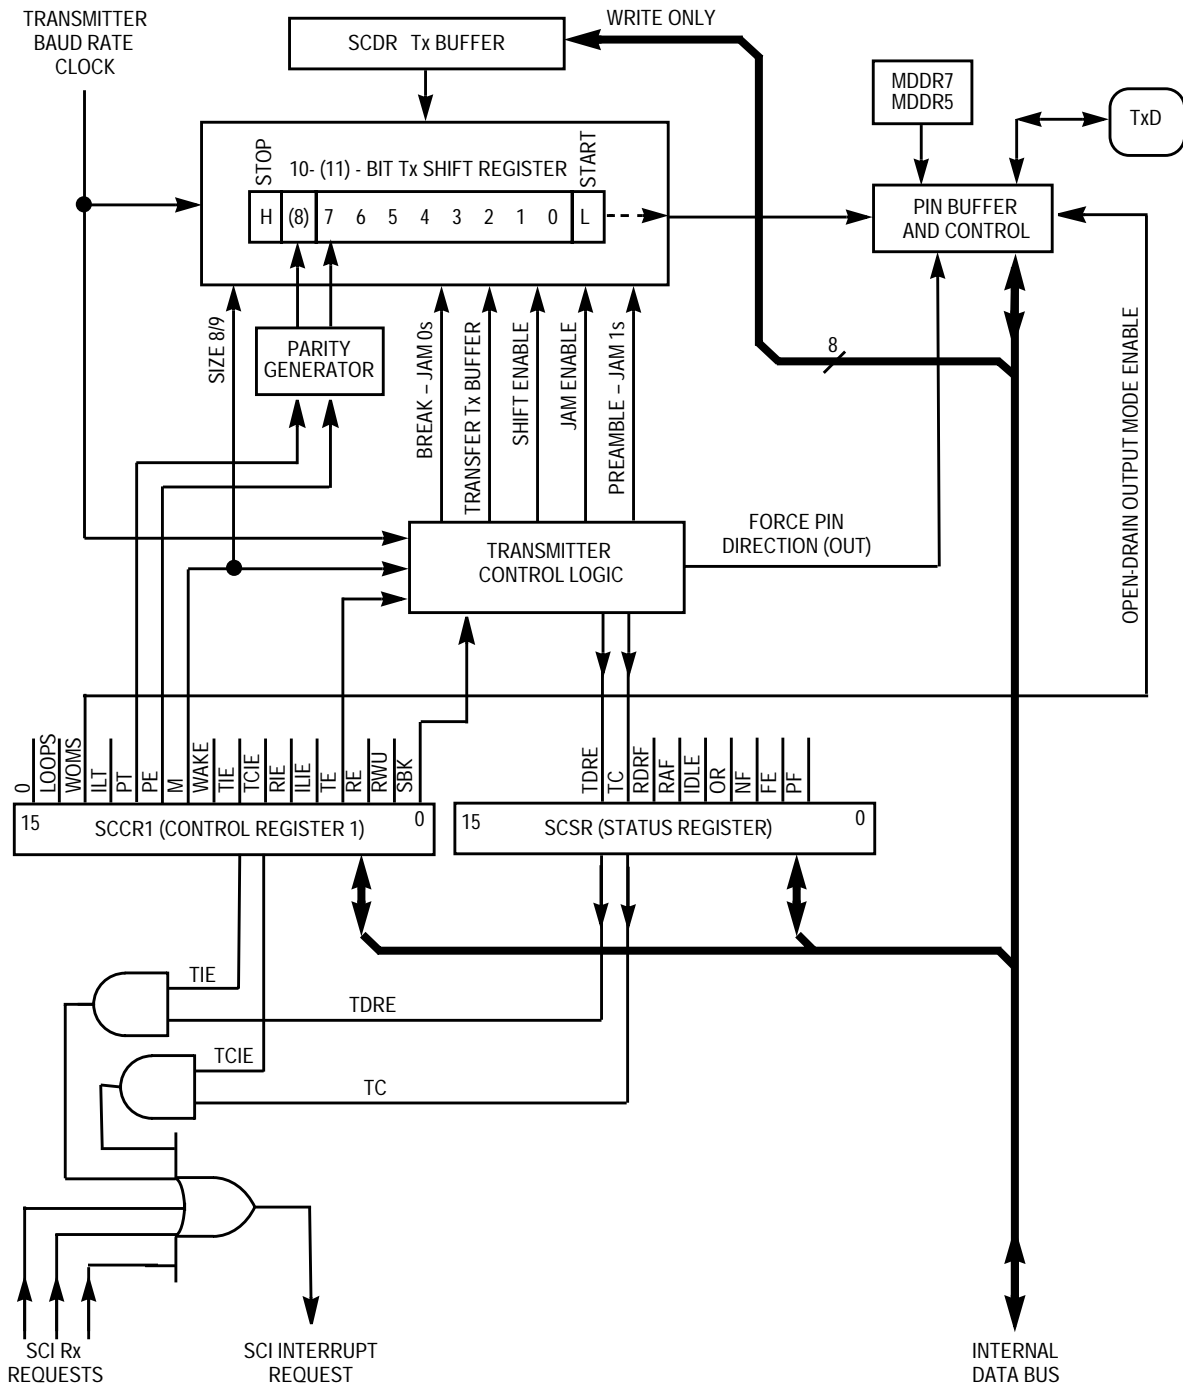 TRANSMITTER
BAUD RATE
CLOCK
SCDR Tx BUFFER
WRITE ONLY
MDDR7
MDDR5
TxD
STOP
10- (11) - BIT Tx SHIFT REGISTER
START
H (8) 7 6 5 4 3 2 1 0 L
PIN BUFFER
AND CONTROL
SIZE 8/9
PARITY
GENERATOR
BREAK – JAM 0s
TRANSFER Tx BUFFER
SHIFT ENABLE
JAM ENABLE
PREAMBLE – JAM 1s
8
OPEN-DRAIN OUTPUT MODE ENABLE
TRANSMITTER
CONTROL LOGIC
FORCE PIN
DIRECTION (OUT)
0
LOOPS
WOMS
ILT
PT
PE
M
WAKE
TIE
TCIE
RIE
ILIE
TE
RE
RWU
SBK
TDRE
TC
RDRF
RAF
IDLE
OR
NF
FE
PF
15 SCCR1 (CONTROL REGISTER 1) 0
15 SCSR (STATUS REGISTER) 0
TIE
TDRE
TCIE
TC
SCI Rx
REQUESTS
SCI INTERRUPT
REQUEST
INTERNAL
DATA BUS